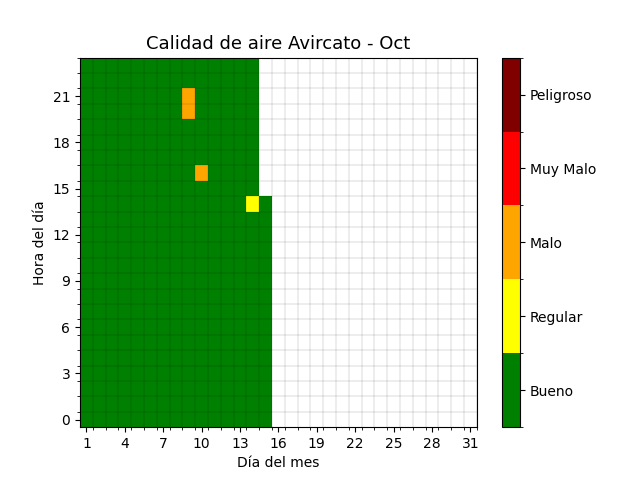 Calidad de aire Avircato - Oct
Hora del día
21
18
15
12
9
6
3
0
1 4 7 10 13 16 19 22 25 28 31
Día del mes
Peligroso
Muy Malo
Malo
Regular
Bueno